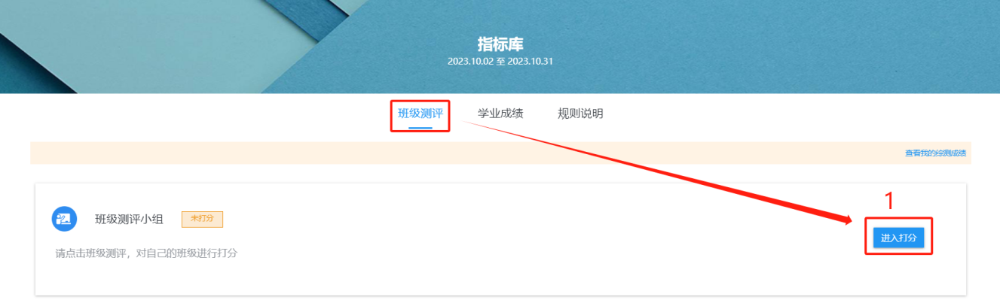 指标库
2023.10.02 至 2023.10.31
班级测评 学业成绩 规则说明
查看我的综测成绩
1
班级测评小组 未打分
进入打分
请点击班级测评，对自己的班级进行打分